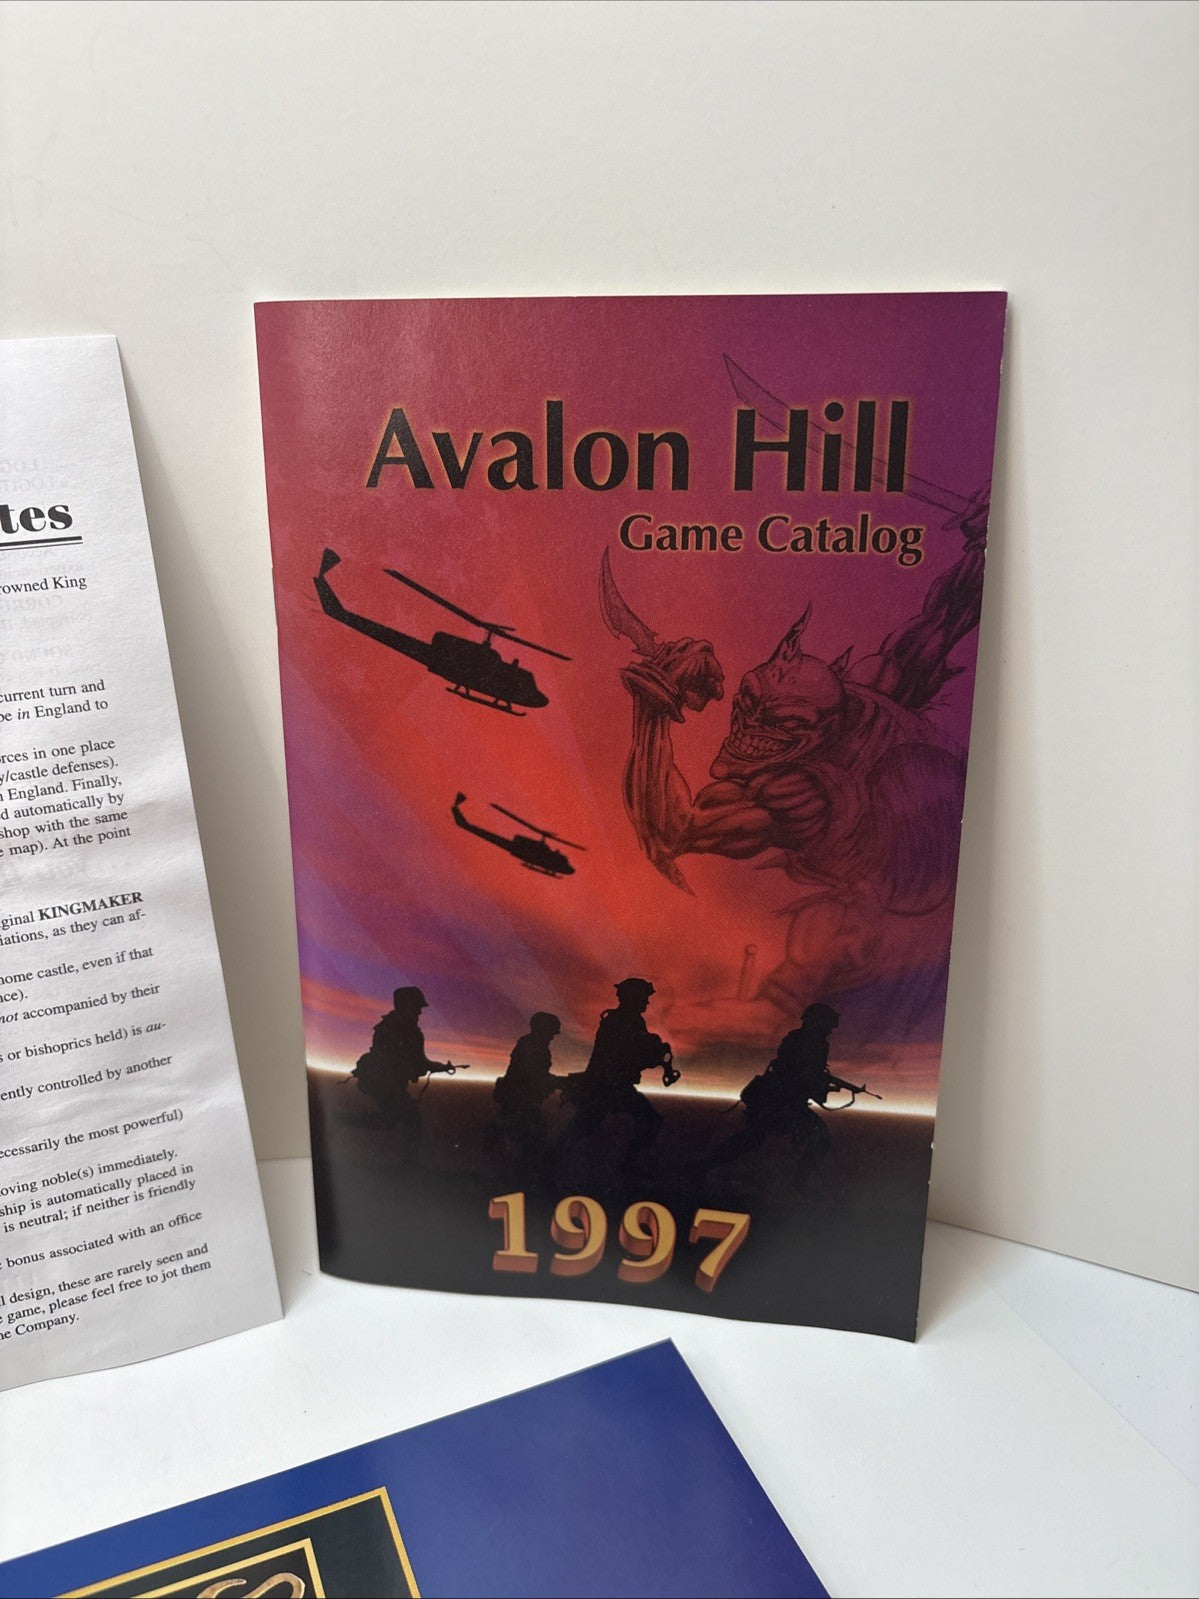 tes
rowned King
current turn and
be in England to
rces in one place
y/castle defenses).
England. Finally,
d automatically by
shop with the same
map). At the point
ginal KINGMAKER
iations, as they can af-
home castle, even if that
nce).
not accompanied by their
s or bishoprics held) is au-
ently controlled by another
ecessarily the most powerful)
oving noble(s) immediately.
ship is automatically placed in
is neutral; if neither is friendly
bonus associated with an office
l design, these are rarely seen and
game, please feel free to jot them
Company.
Avalon Hill
Game Catalog
1997